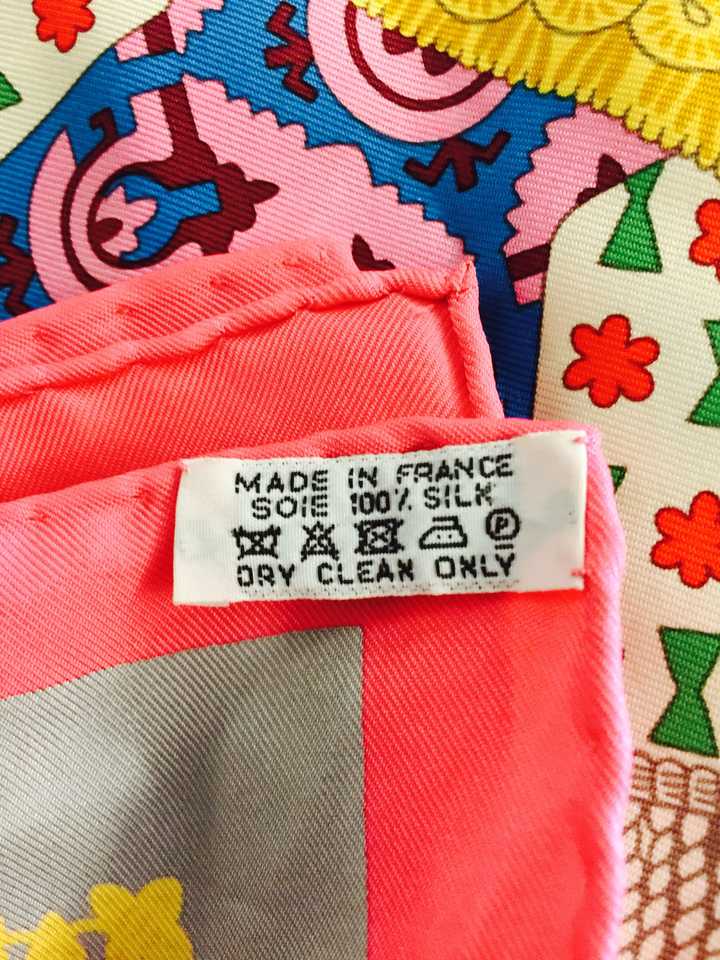 MADE IN FRANCE
SOIE 100% SILK
P
DRY CLEAN ONLY